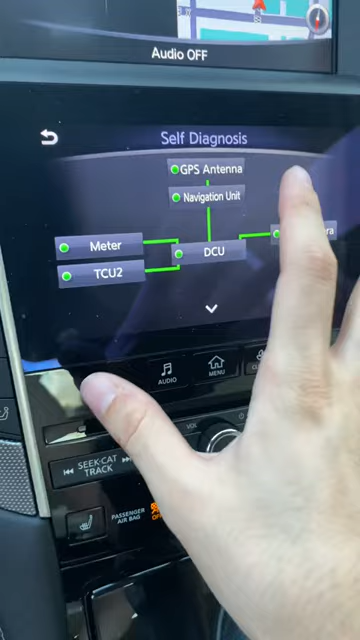 Audio OFF
Self Diagnosis
GPS Antenna
Navigation Unit
Meter
DCU
TCU2
AUDIO
MENU
VOL
SEEK·CAT
TRACK
PASSENGER
AIR BAG